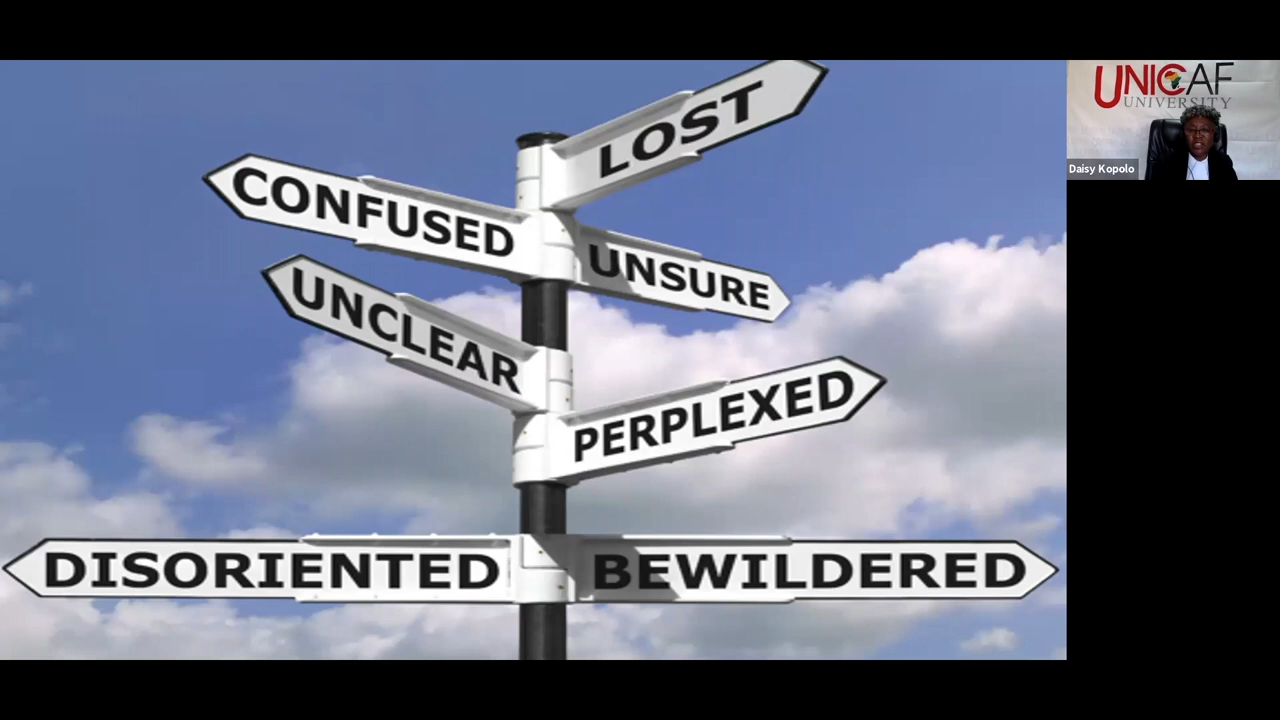 LOST
CONFUSED
UNSURE
UNCLEAR
PERPLEXED
DISORIENTED
BEWILDERED
UNICAF
UNIVERSITY
Daisy Kopolo